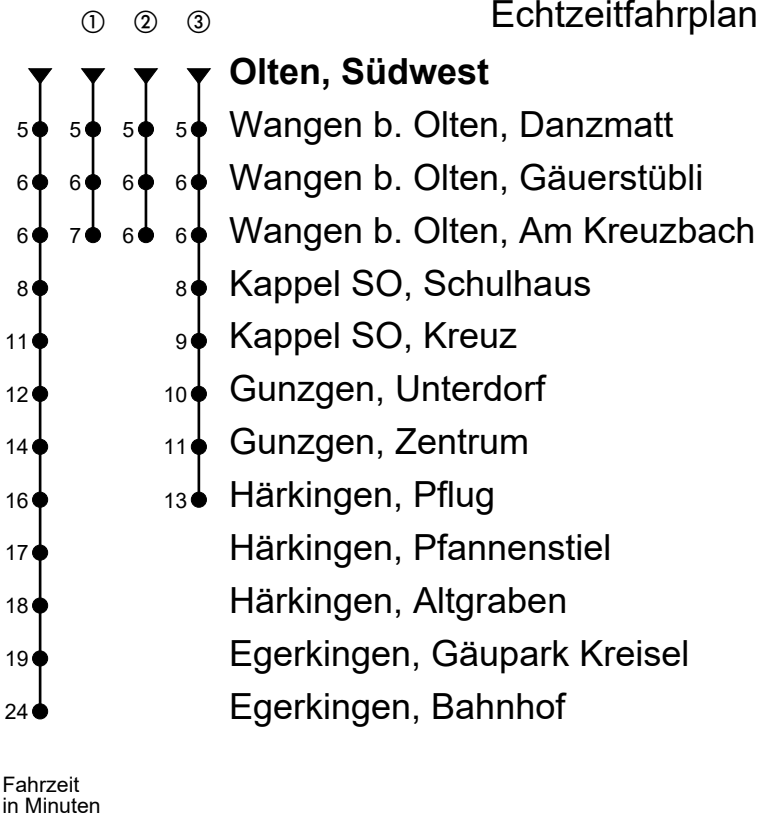 Echtzeitfahrplan
① ② ③
Olten, Südwest
5 5 5 5 Wangen b. Olten, Danzmatt
6 6 6 6 Wangen b. Olten, Gäuerstübli
6 7 6 6 Wangen b. Olten, Am Kreuzbach
8 8 Kappel SO, Schulhaus
11 9 Kappel SO, Kreuz
12 10 Gunzgen, Unterdorf
14 11 Gunzgen, Zentrum
16 13 Härkingen, Pflug
17 Härkingen, Pfannenstiel
18 Härkingen, Altgraben
19 Egerkingen, Gäupark Kreisel
24 Egerkingen, Bahnhof
Fahrzeit
in Minuten